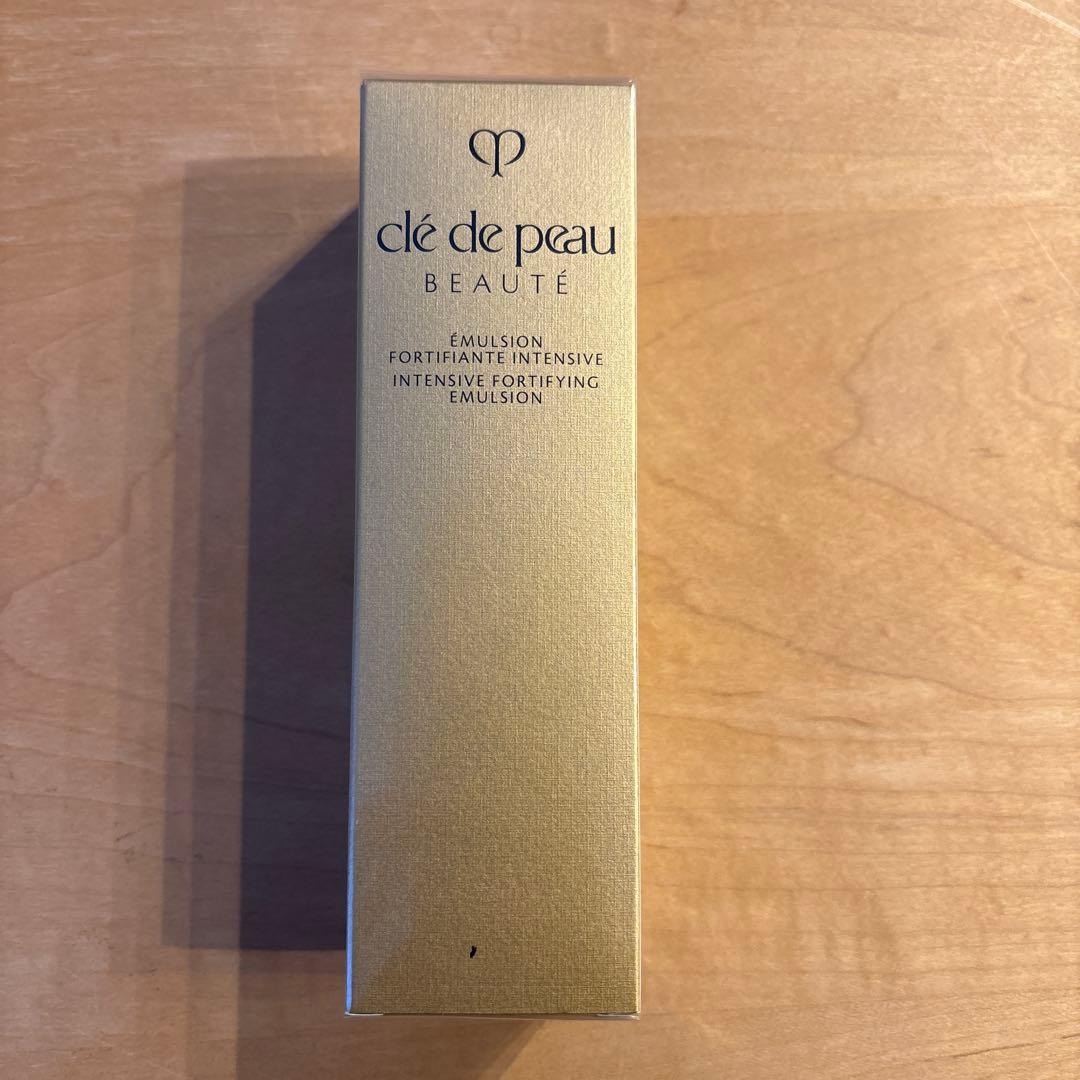 clé de peau
BEAUTÉ
ÉMULSION
FORTIFIANTE INTENSIVE
INTENSIVE FORTIFYING
EMULSION